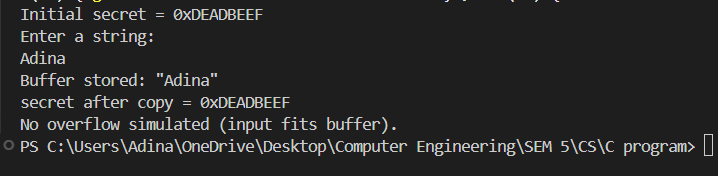 Initial secret = 0xDEADBEEF
Enter a string:
Adina
Buffer stored: "Adina"
secret after copy = 0xDEADBEEF
No overflow simulated (input fits buffer).
PS C:\Users\Adina\OneDrive\Desktop\Computer Engineering\SEM 5\CS\C program>